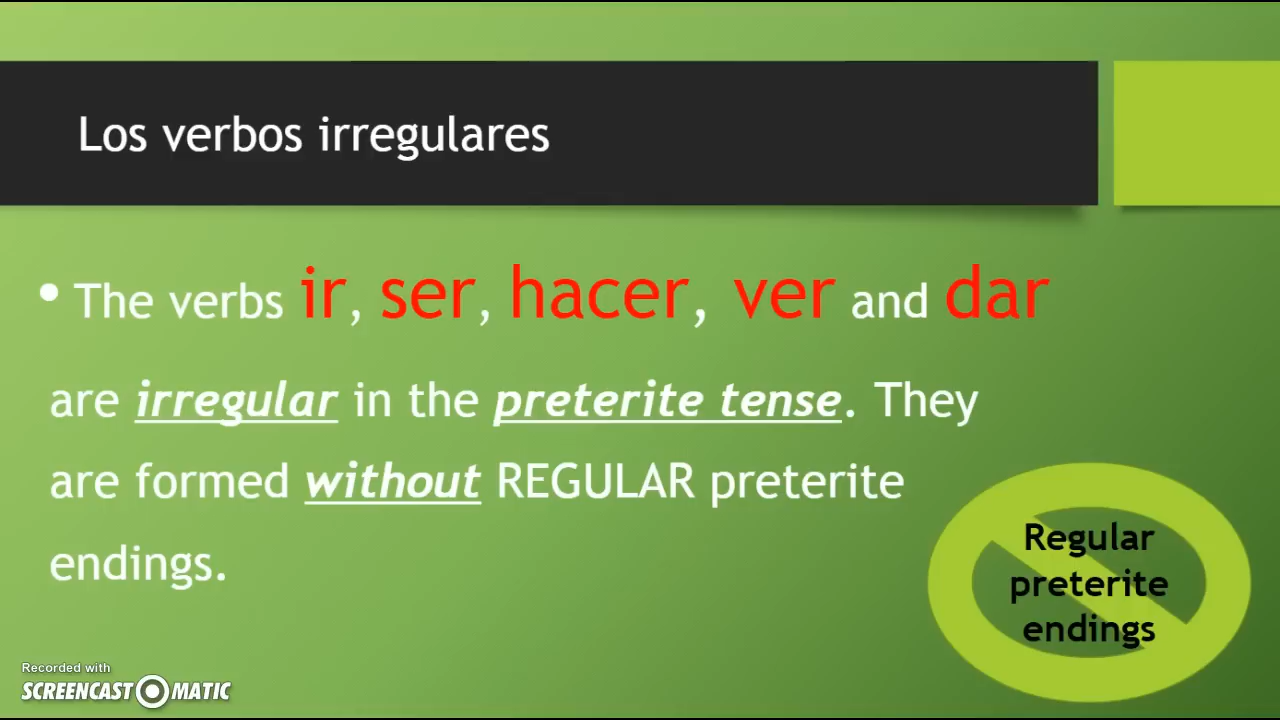 Los verbos irregulares
• The verbs ir, ser, hacer, ver and dar
are irregular in the preterite tense. They
are formed without REGULAR preterite
endings.
Regular
preterite
endings
Recorded with
SCREENCAST O MATIC